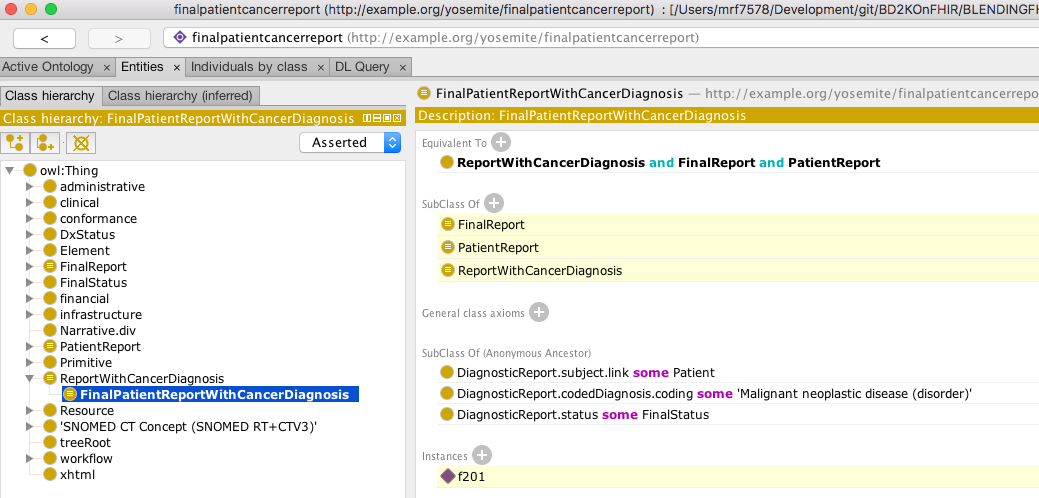 finalpatientcancerreport (http://example.org/yosemite/finalpatientcancerreport) : [/Users/mrf7578/Development/git/BD2KOnFHIR/BLENDINGFH
< > finalpatientcancerreport (http://example.org/yosemite/finalpatientcancerreport)
Active Ontology × Entities × Individuals by class × DL Query ×
Class hierarchy Class hierarchy (inferred)
Class hierarchy: FinalPatientReportWithCancerDiagnosis
Asserted
owl:Thing
administrative
clinical
conformance
DxStatus
Element
FinalReport
FinalStatus
financial
infrastructure
Narrative.div
PatientReport
Primitive
ReportWithCancerDiagnosis
FinalPatientReportWithCancerDiagnosis
Resource
'SNOMED CT Concept (SNOMED RT+CTV3)'
treeRoot
workflow
xhtml
FinalPatientReportWithCancerDiagnosis — http://example.org/yosemite/finalpatientcancerrepo
Description: FinalPatientReportWithCancerDiagnosis
Equivalent To
ReportWithCancerDiagnosis and FinalReport and PatientReport
SubClass Of
FinalReport
PatientReport
ReportWithCancerDiagnosis
General class axioms
SubClass Of (Anonymous Ancestor)
DiagnosticReport.subject.link some Patient
DiagnosticReport.codedDiagnosis.coding some 'Malignant neoplastic disease (disorder)'
DiagnosticReport.status some FinalStatus
Instances
f201